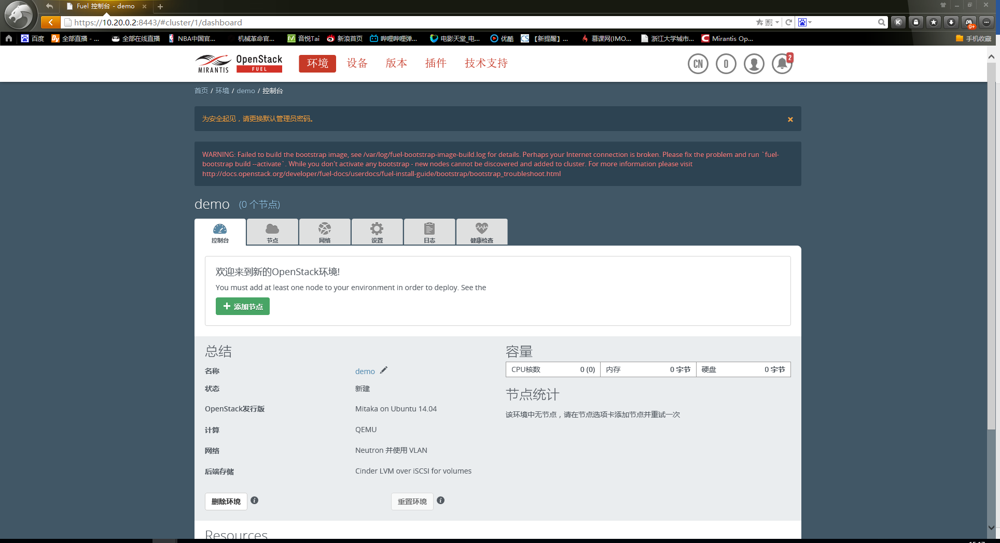 Fuel 控制台 - demo
https://10.20.0.2:8443/#cluster/1/dashboard
百度
全部直播 - ...
全部在线直播
NBA中国官...
机械革命官...
音悦Tai
新浪首页
哔哩哔哩弹...
电影天堂_电...
优酷
【新提醒】...
慕课网(IMO...
浙江大学城市...
Mirantis Op...
手机收藏
9+
MIRANTIS
OpenStack
FUEL
环境
设备
版本
插件
技术支持
CN
0
2
首页 / 环境 / demo / 控制台
为安全起见，请更换默认管理员密码。
WARNING: Failed to build the bootstrap image, see /var/log/fuel-bootstrap-image-build.log for details. Perhaps your Internet connection is broken. Please fix the problem and run `fuel-
bootstrap build --activate`. While you don't activate any bootstrap - new nodes cannot be discovered and added to cluster. For more information please visit
http://docs.openstack.org/developer/fuel-docs/userdocs/fuel-install-guide/bootstrap/bootstrap_troubleshoot.html
demo (0 个节点)
控制台
节点
网络
设置
日志
健康检查
欢迎来到新的OpenStack环境!
You must add at least one node to your environment in order to deploy. See the
添加节点
总结
名称 demo
状态 新建
OpenStack发行版 Mitaka on Ubuntu 14.04
计算 QEMU
网络 Neutron 并使用 VLAN
后端存储 Cinder LVM over iSCSI for volumes
删除环境
重置环境
容量
CPU核数 0 (0)
内存 0 字节
硬盘 0 字节
节点统计
该环境中无节点，请在节点选项卡添加节点并重试一次
Resources